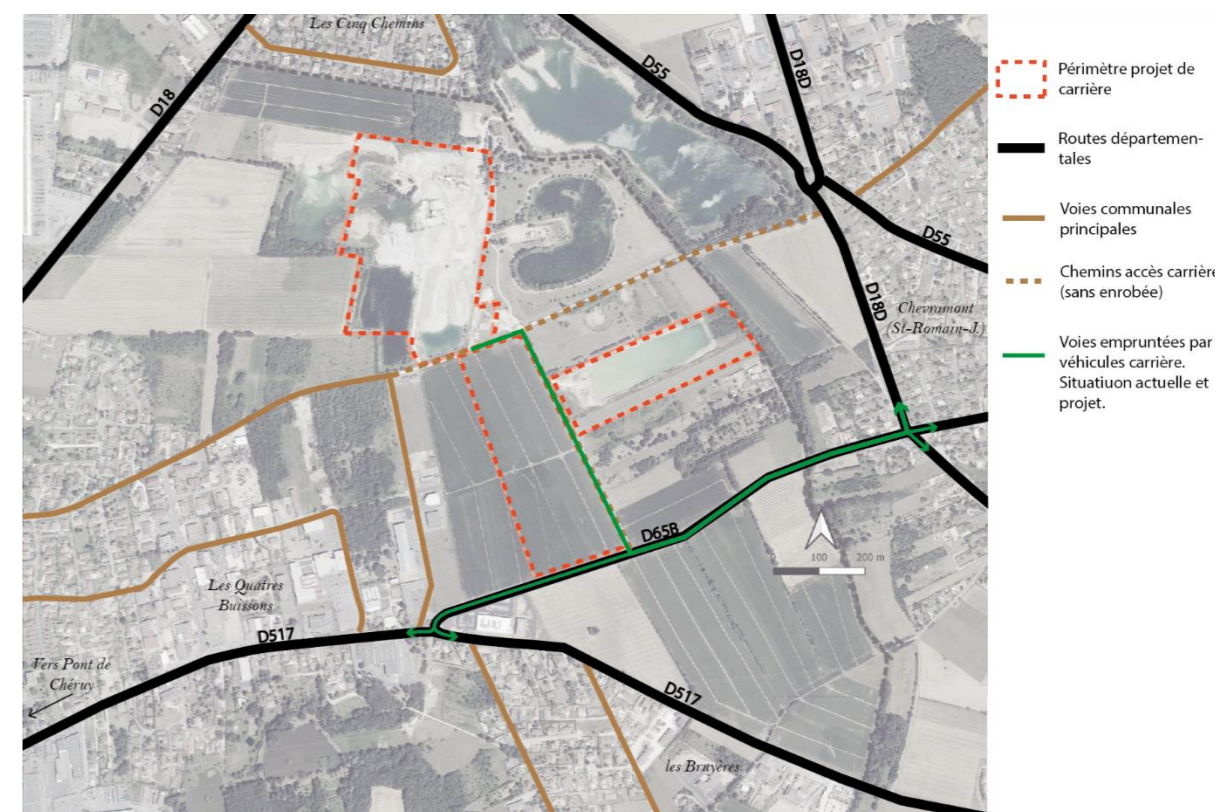 Les Cinq Chemins
D18
D55
D18D
D55
D18D
Chevramont
(St-Romain-J.)
D65B
0 100 200 m
Les Quatres
Buissons
D517
Vers Pont de
Chéruy
D517
les Bruyères
Périmètre projet de
carrière
Routes départemen-
tales
Voies communales
principales
Chemins accès carrière
(sans enrobée)
Voies empruntées par
véhicules carrière.
Situatiuon actuelle et
projet.